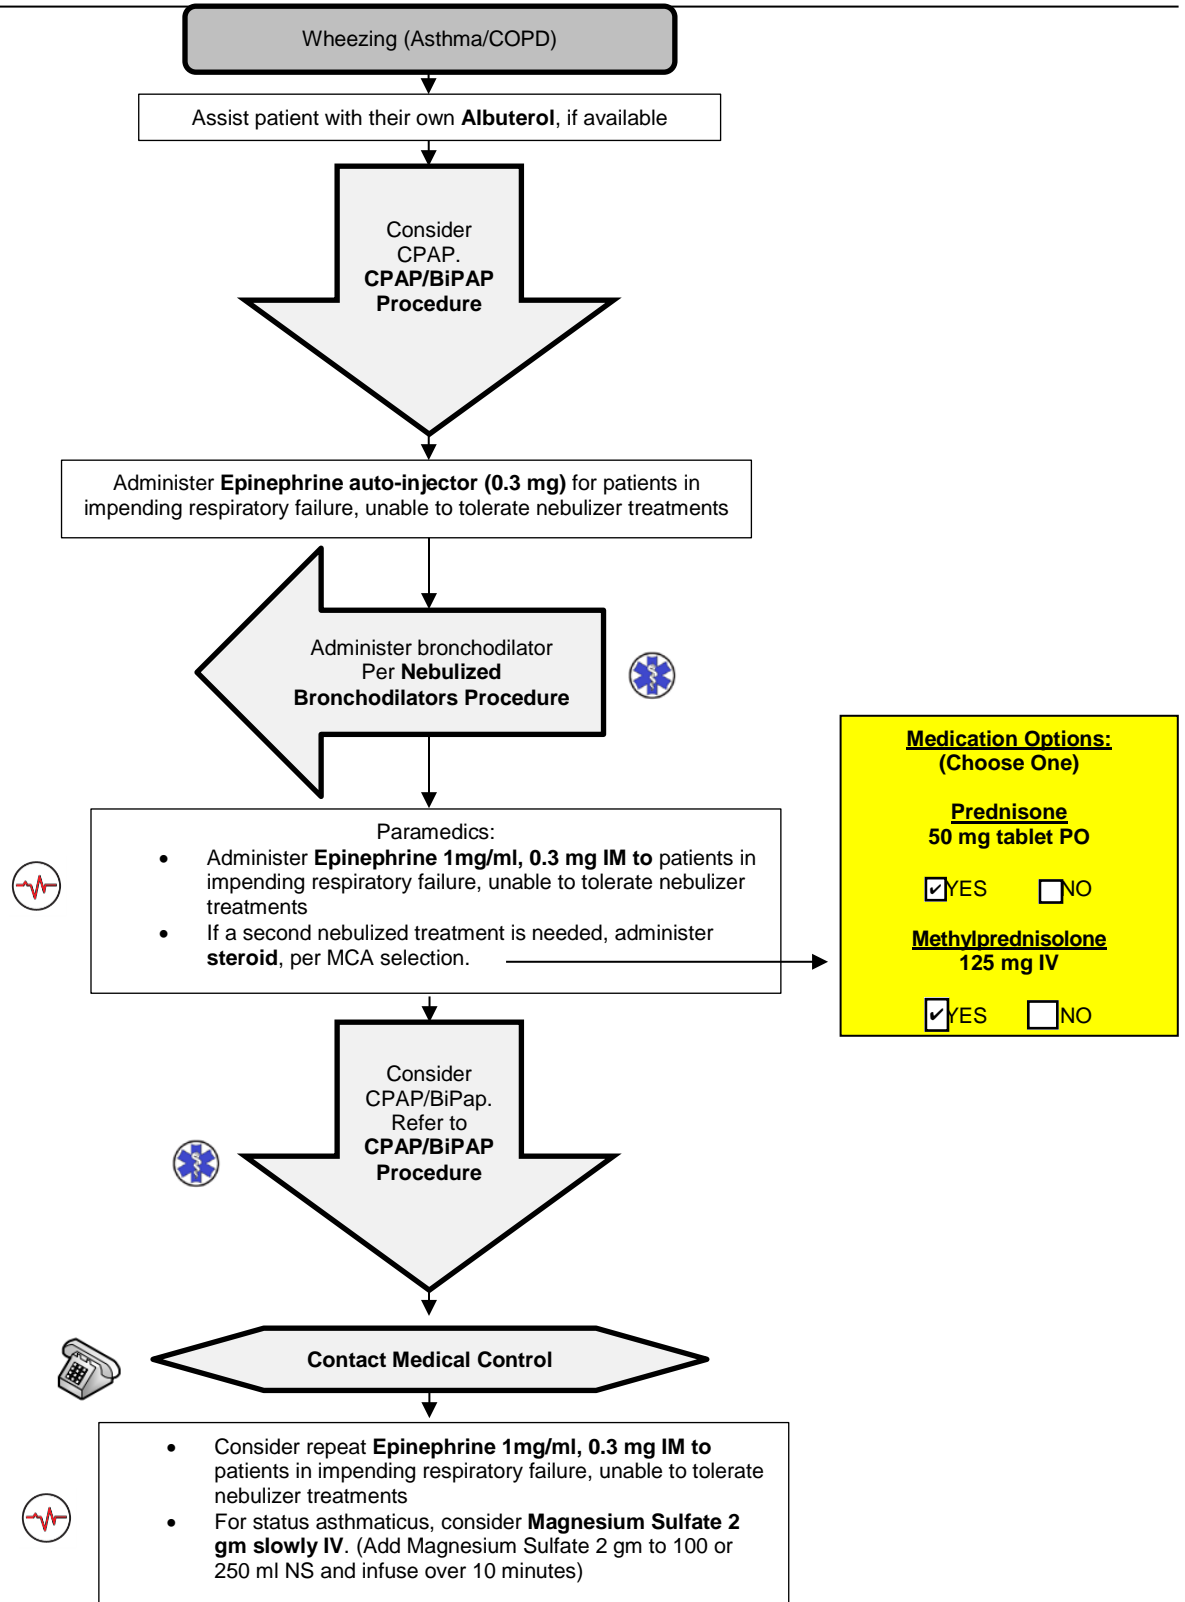 Wheezing (Asthma/COPD)
Assist patient with their own Albuterol, if available
Consider
CPAP.
CPAP/BiPAP
Procedure
Administer Epinephrine auto-injector (0.3 mg) for patients in
impending respiratory failure, unable to tolerate nebulizer treatments
Administer bronchodilator
Per Nebulized
Bronchodilators Procedure
Paramedics:
• Administer Epinephrine 1mg/ml, 0.3 mg IM to patients in
impending respiratory failure, unable to tolerate nebulizer
treatments
• If a second nebulized treatment is needed, administer
steroid, per MCA selection.
Medication Options:
(Choose One)
Prednisone
50 mg tablet PO
✔YES NO
Methylprednisolone
125 mg IV
✔YES NO
Consider
CPAP/BiPap.
Refer to
CPAP/BiPAP
Procedure
Contact Medical Control
• Consider repeat Epinephrine 1mg/ml, 0.3 mg IM to
patients in impending respiratory failure, unable to tolerate
nebulizer treatments
• For status asthmaticus, consider Magnesium Sulfate 2
gm slowly IV. (Add Magnesium Sulfate 2 gm to 100 or
250 ml NS and infuse over 10 minutes)